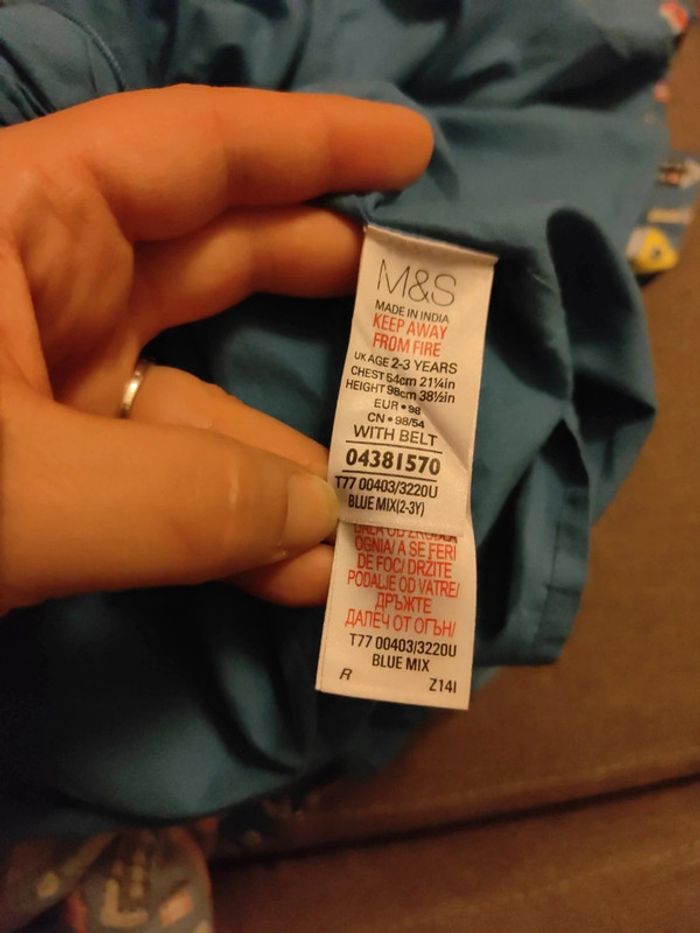 M&S
MADE IN INDIA
KEEP AWAY
FROM FIRE
UK AGE 2-3 YEARS
CHEST 54cm 21¼in
HEIGHT 98cm 38½in
EUR • 98
CN • 98/54
WITH BELT
04381570
T77 00403/3220U
BLUE MIX(2-3Y)
OGNIA/ A SE FERI
DE FOC/ DRŽITE
PODALJE OD VATRE/
ДРЪЖТЕ
ДАЛЕЧ ОТ ОГЪН/
T77 00403/3220U
BLUE MIX
R Z14I